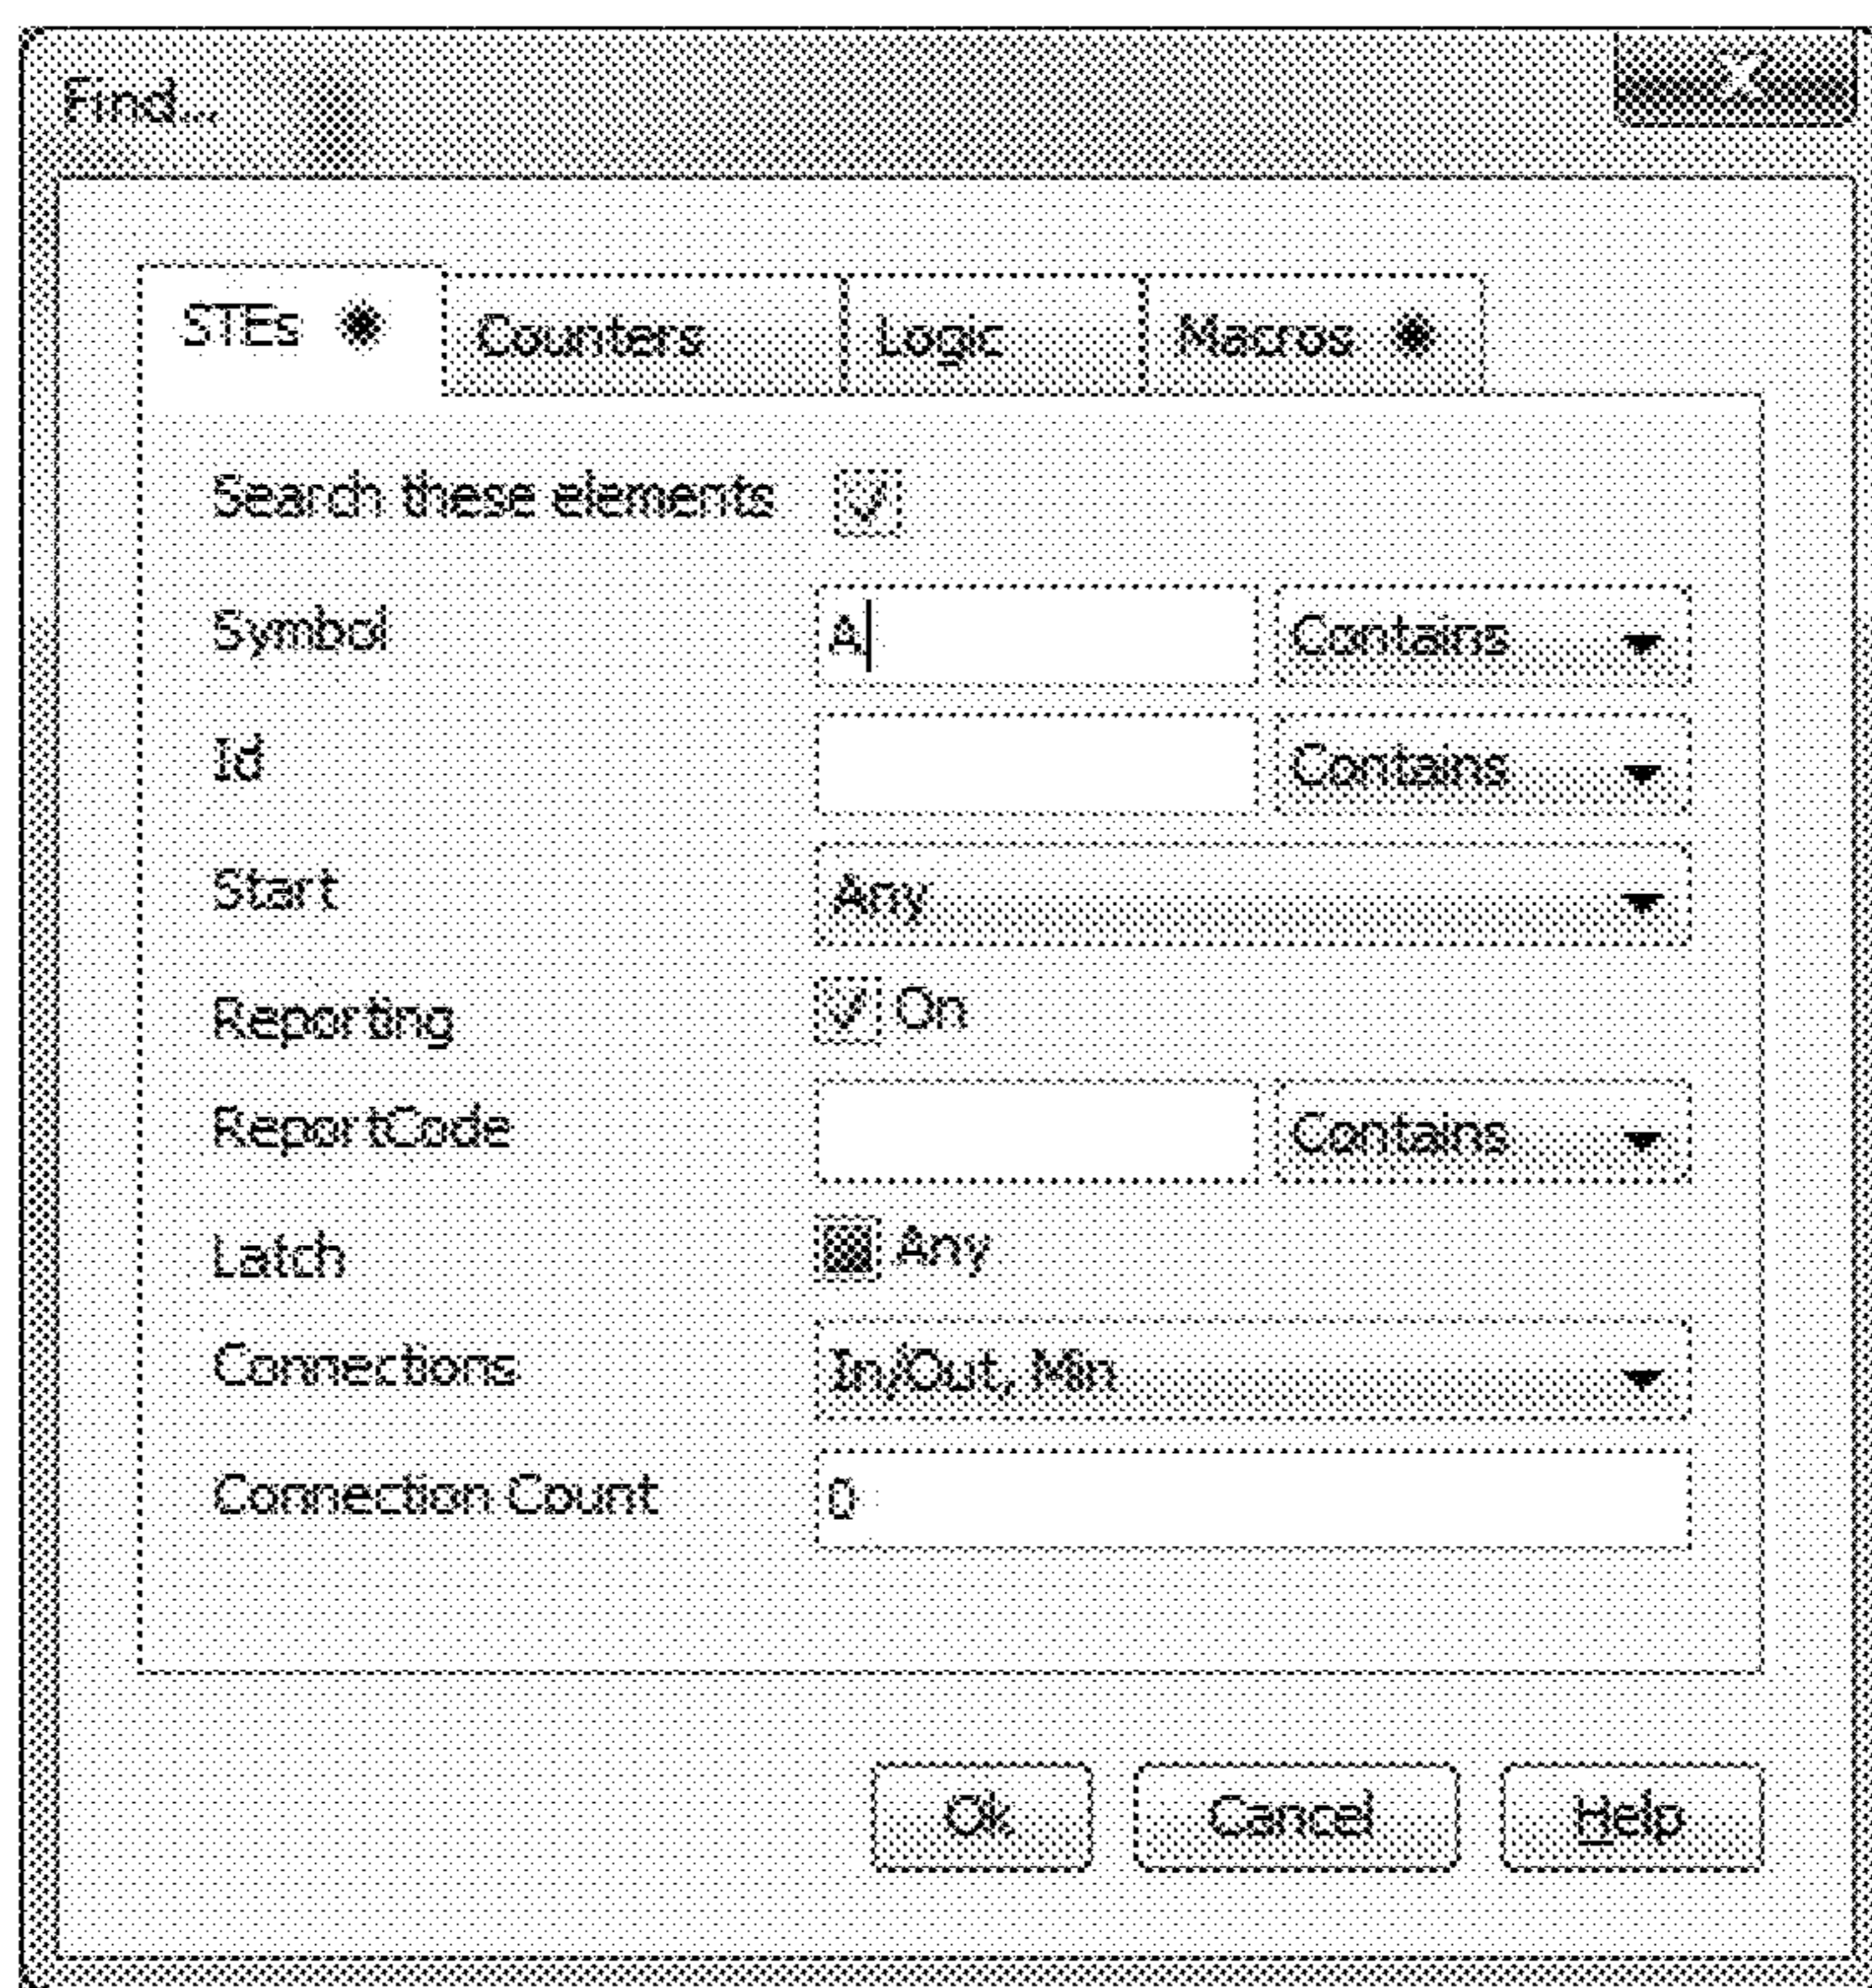 Find...
STEs Counters Logic Macros
Search these elements
Symbol A Contains
Id Contains
Start Any
Reporting On
ReportCode Contains
Latch Any
Connections In/Out, Min
Connection Count 0
Ok Cancel Help